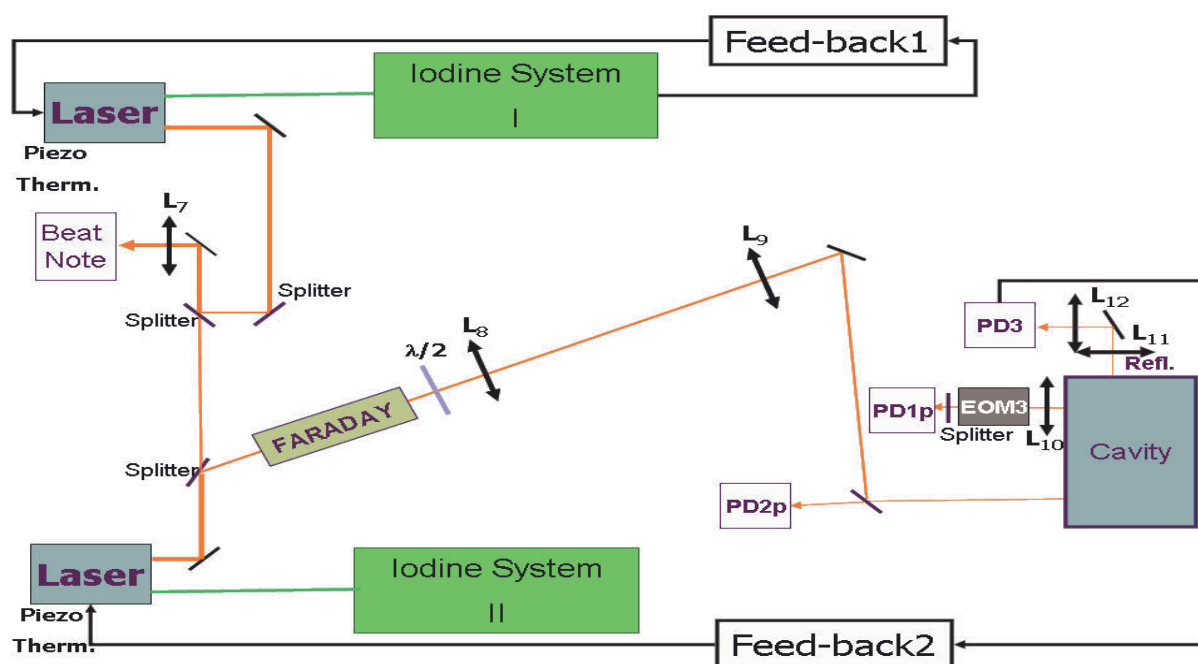 Feed-back1
Iodine System
I
Laser
Piezo
Therm.
L7
Beat
Note
Splitter
Splitter
L9
L8
λ/2
FARADAY
Splitter
L12
PD3
L11
Refl.
PD1p
EOM3
Splitter
L10
Cavity
PD2p
Laser
Iodine System
II
Piezo
Therm.
Feed-back2